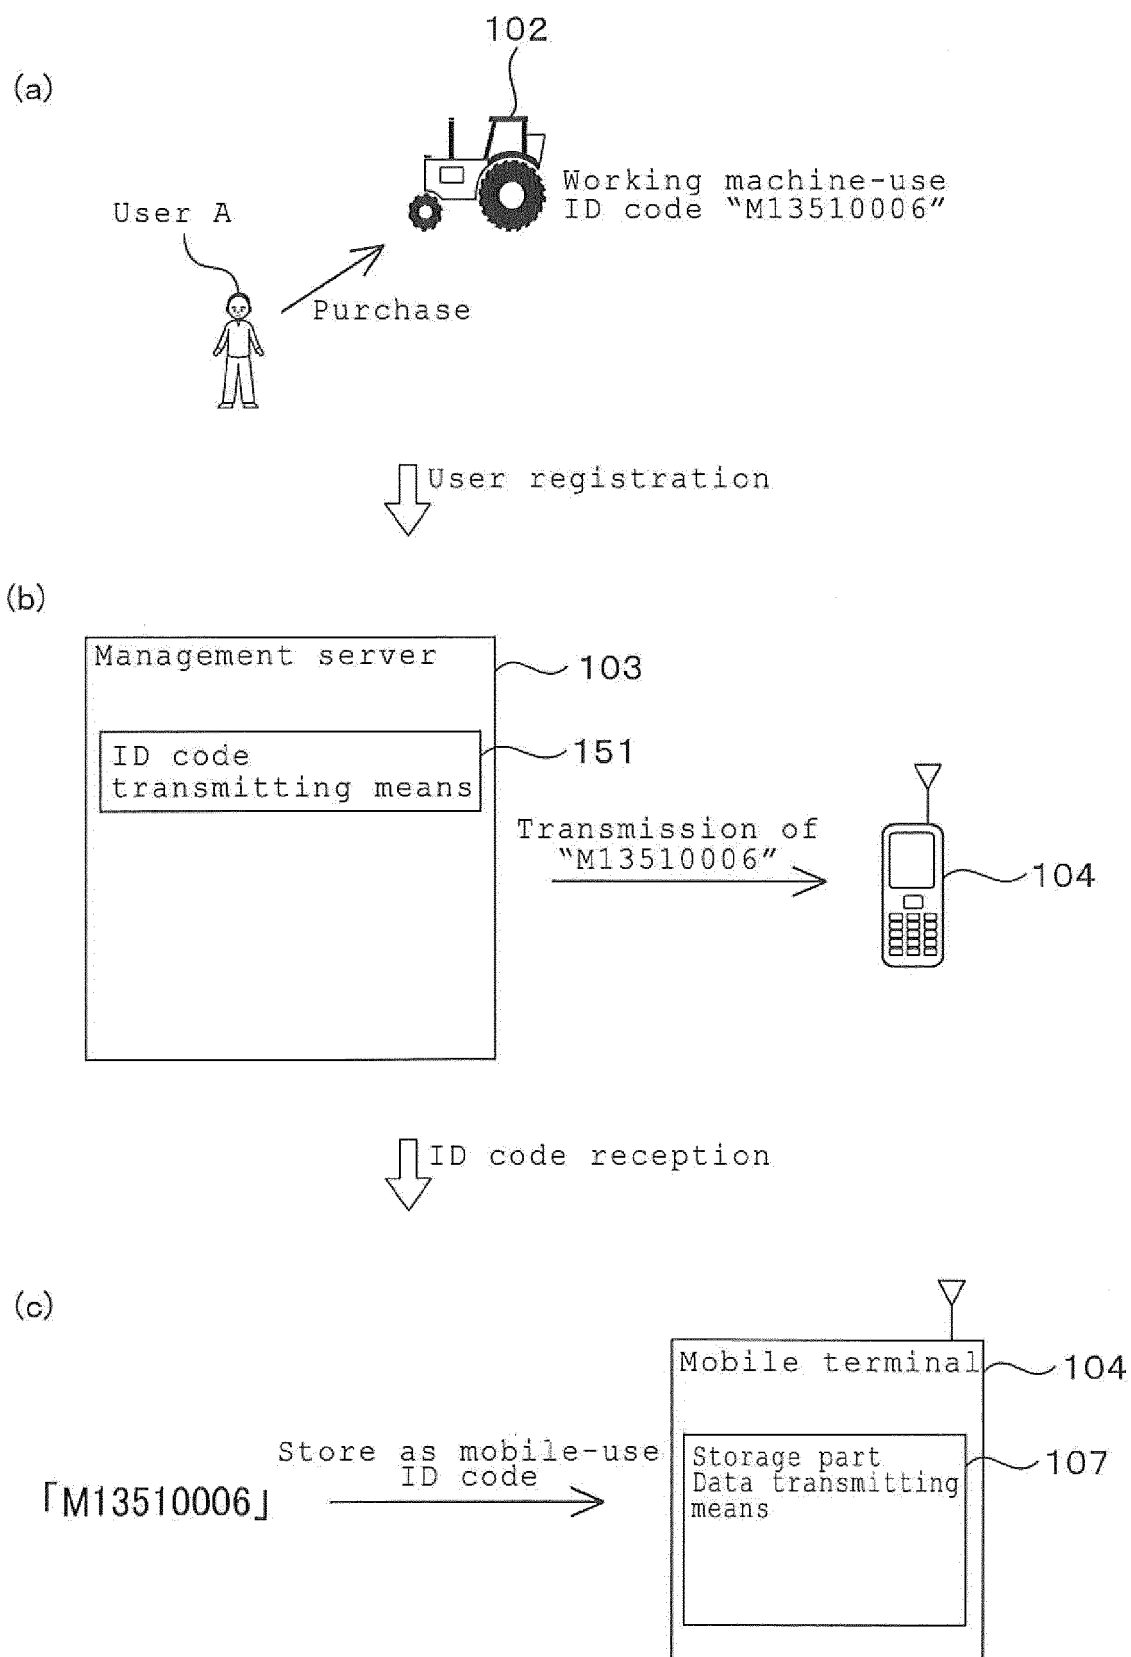 102
(a)
Working machine-use
ID code “M13510006”
User A
Purchase
User registration
(b)
Management server
103
ID code
transmitting means
151
Transmission of
“M13510006”
104
ID code reception
(c)
Mobile terminal
104
Store as mobile-use
ID code
「M13510006」
Storage part
Data transmitting
means
107